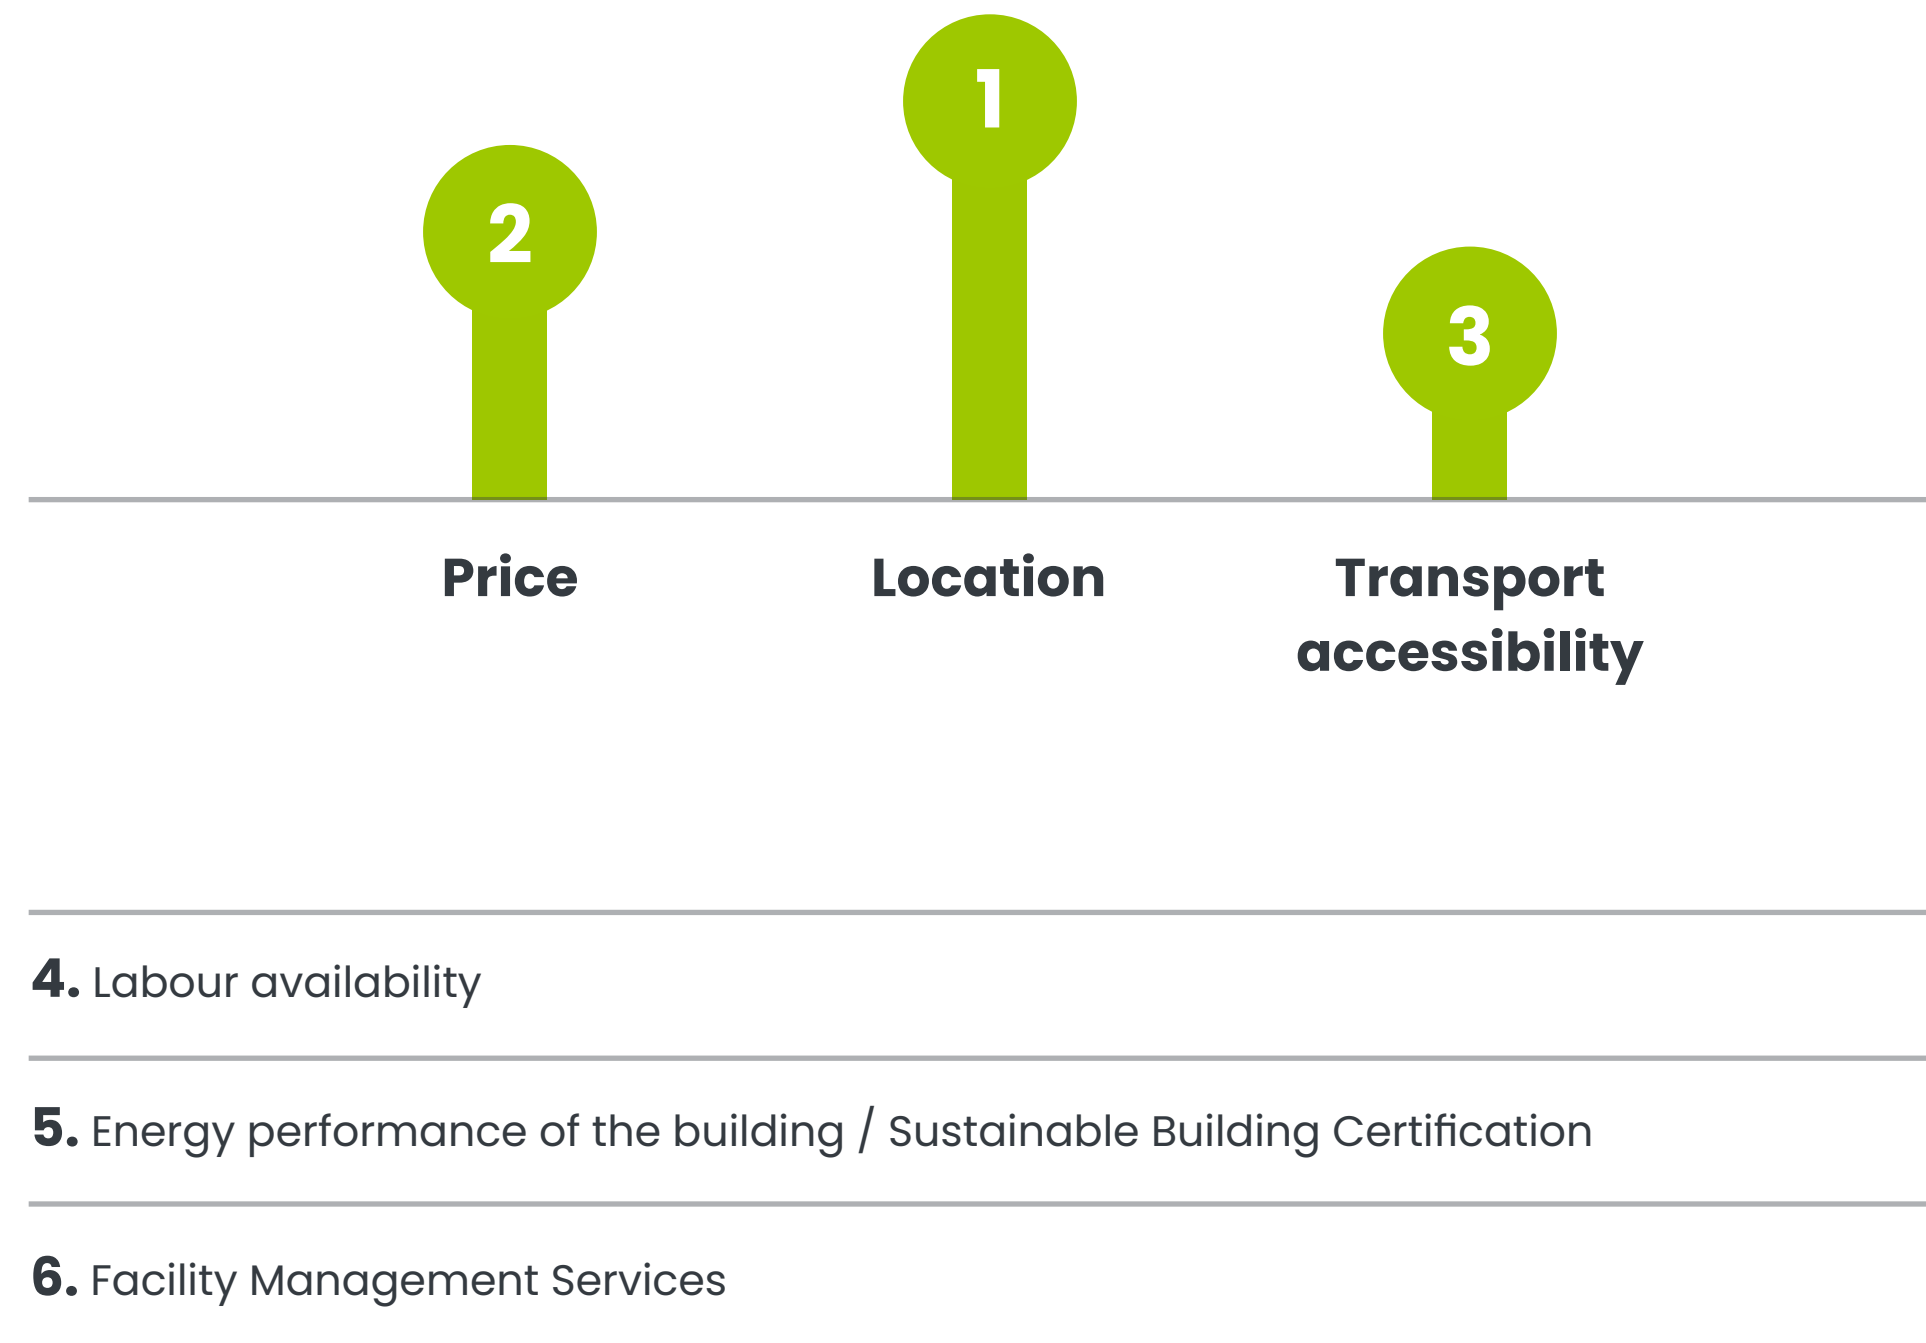 1
2
3
Price
Location
Transport
accessibility
4. Labour availability
5. Energy performance of the building / Sustainable Building Certification
6. Facility Management Services